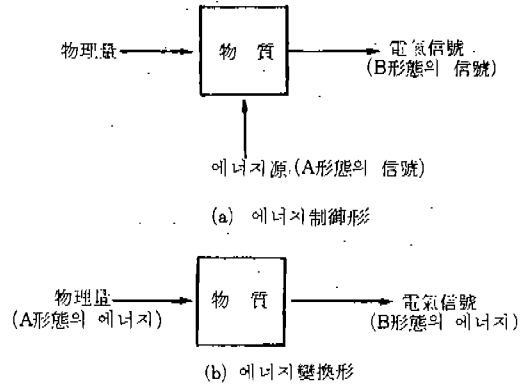 物理量
物 質
電氣信號
(B形態의 信號)
에너지源 (A形態의 信號)
(a) 에너지制御形
物理量
(A形態의 에너지)
物 質
電氣信號
(B形態의 에너지)
(b) 에너지變換形